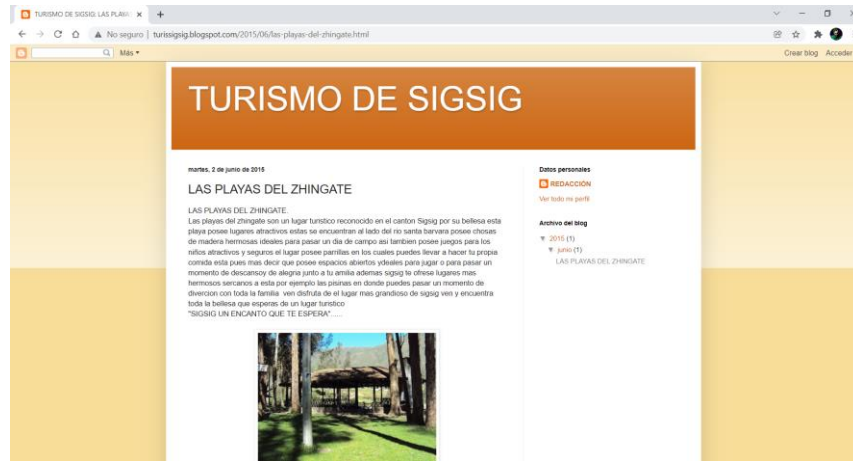 TURISMO DE SIGSIG: LAS PLAYA
No seguro | turissigsig.blogspot.com/2015/06/las-playas-del-zhingate.html
Más
Crear blog Acceder
TURISMO DE SIGSIG
martes, 2 de junio de 2015
LAS PLAYAS DEL ZHINGATE
LAS PLAYAS DEL ZHINGATE.
Las playas del zhingate son un lugar turistico reconocido en el canton Sigsig por su bellesa esta
playa posee lugares atractivos estas se encuentran al lado del rio santa barvara posee chosas
de madera hermosas ideales para pasar un dia de campo asi tambien posee juegos para los
niños atractivos y seguros el lugar posee parrillas en los cuales puedes llevar a hacer tu propia
comida esta pues mas decir que posee espacios abiertos ydeales para jugar o para pasar un
momento de descansoy de alegria junto a tu amilia ademas sigsig te ofrese lugares mas
hermosos sercanos a esta por ejemplo las pisinas en donde puedes pasar un momento de
divercion con toda la familia ven disfruta de el lugar mas grandioso de sigsig ven y encuentra
toda la bellesa que esperas de un lugar turistico
"SIGSIG UN ENCANTO QUE TE ESPERA".....
Datos personales
REDACCIÓN
Ver todo mi perfil
Archivo del blog
▼ 2015 (1)
▼ junio (1)
LAS PLAYAS DEL ZHINGATE